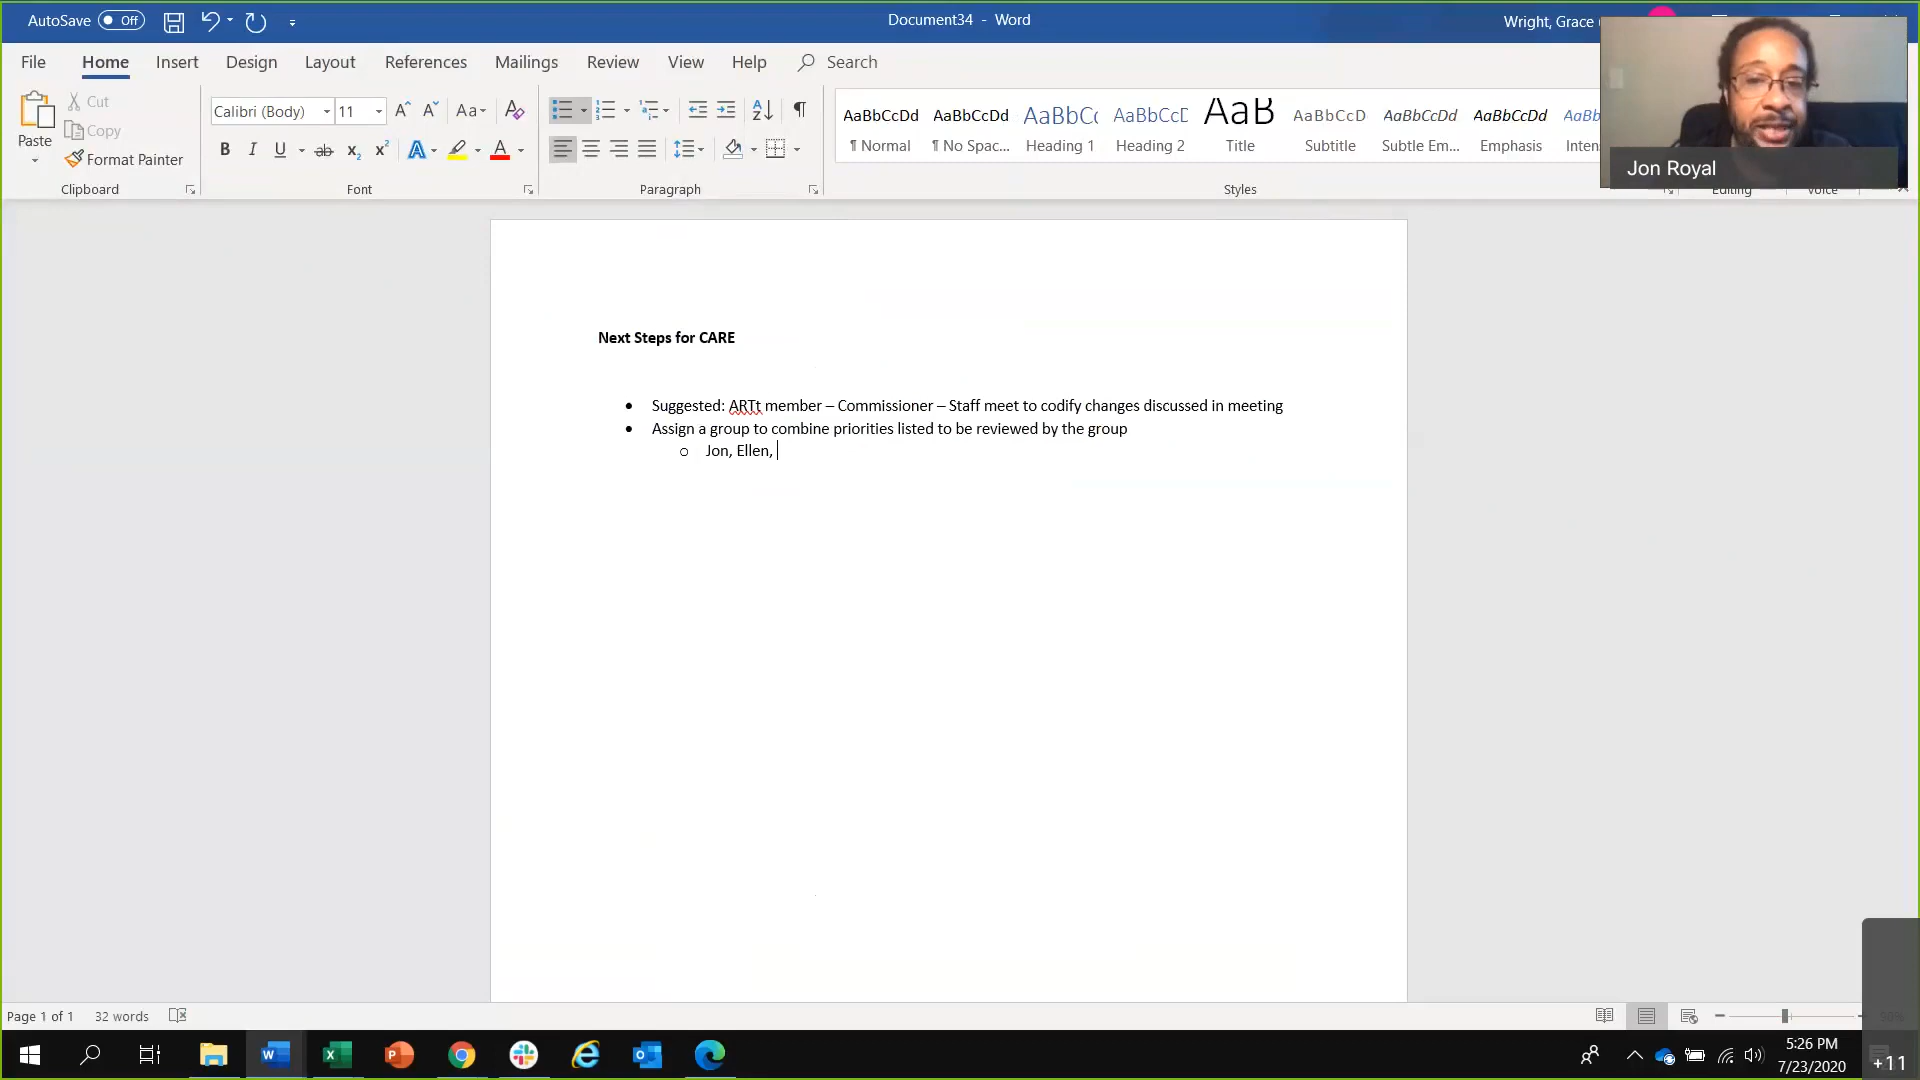 AutoSave Off Document34 - Word Wright, Grace
File Home Insert Design Layout References Mailings Review View Help Search
Paste Cut
Copy
Format Painter
Calibri (Body) 11
AaBbCcDd AaBbCcDd AaBbCc AaBbCcD AaB AaBbCcD AaBbCcDd AaBbCcDd AaBb
¶ Normal ¶ No Spac... Heading 1 Heading 2 Title Subtitle Subtle Em... Emphasis Inten
Clipboard Font Paragraph Styles Editing Voice
Jon Royal
Next Steps for CARE
• Suggested: ARTt member – Commissioner – Staff meet to codify changes discussed in meeting
• Assign a group to combine priorities listed to be reviewed by the group
o Jon, Ellen,
Page 1 of 1 32 words
5:26 PM
7/23/2020
+11